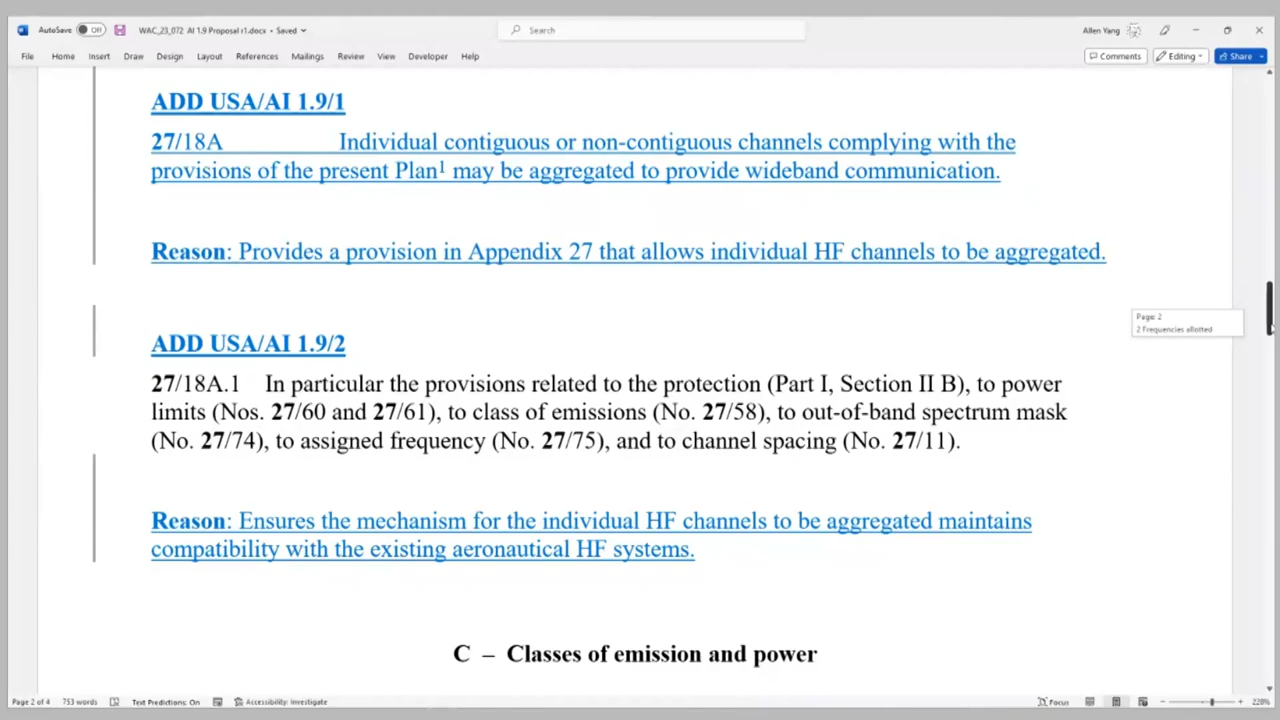 AutoSave Off WAC_23_072 AI 1.9 Proposal r1.docx • Saved Search Allen Yang
File Home Insert Draw Design Layout References Mailings Review View Developer Help Comments Editing Share
ADD USA/AI 1.9/1
27/18A Individual contiguous or non-contiguous channels complying with the
provisions of the present Plan¹ may be aggregated to provide wideband communication.
Reason: Provides a provision in Appendix 27 that allows individual HF channels to be aggregated.
Page: 2
2 Frequencies allotted
ADD USA/AI 1.9/2
27/18A.1 In particular the provisions related to the protection (Part I, Section II B), to power
limits (Nos. 27/60 and 27/61), to class of emissions (No. 27/58), to out-of-band spectrum mask
(No. 27/74), to assigned frequency (No. 27/75), and to channel spacing (No. 27/11).
Reason: Ensures the mechanism for the individual HF channels to be aggregated maintains
compatibility with the existing aeronautical HF systems.
C – Classes of emission and power
Page 2 of 4 753 words Text Predictions: On Accessibility: Investigate Focus 228%